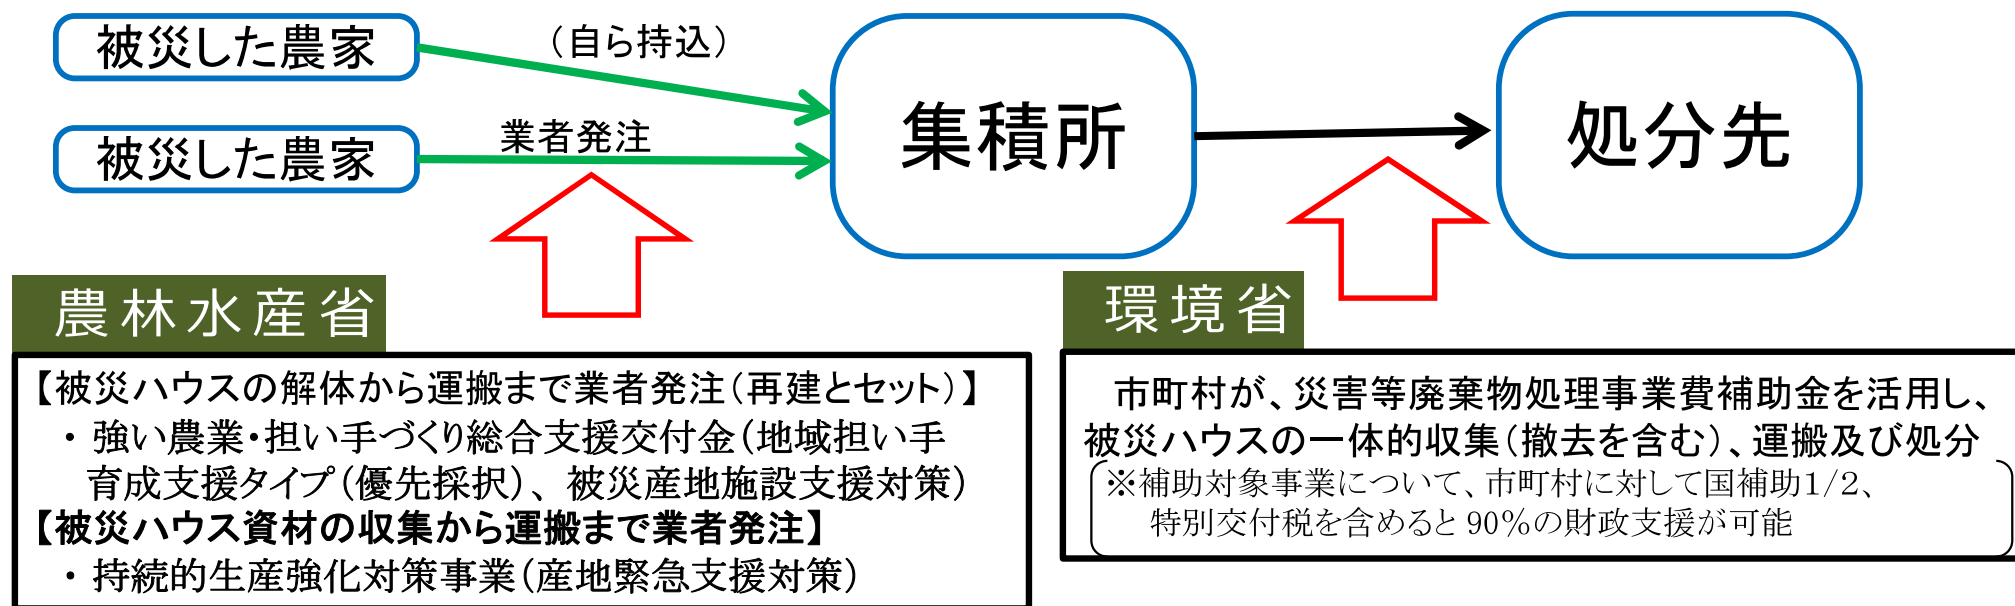 被災した農家
（自ら持込）
被災した農家
業者発注
集積所
処分先
農林水産省
【被災ハウスの解体から運搬まで業者発注（再建とセット）】
・強い農業・担い手づくり総合支援交付金（地域担い手
育成支援タイプ（優先採択）、被災産地施設支援対策）
【被災ハウス資材の収集から運搬まで業者発注】
・持続的生産強化対策事業（産地緊急支援対策）
環境省
市町村が、災害等廃棄物処理事業費補助金を活用し、
被災ハウスの一体的収集（撤去を含む）、運搬及び処分
※補助対象事業について、市町村に対して国補助1/2、
特別交付税を含めると90％の財政支援が可能